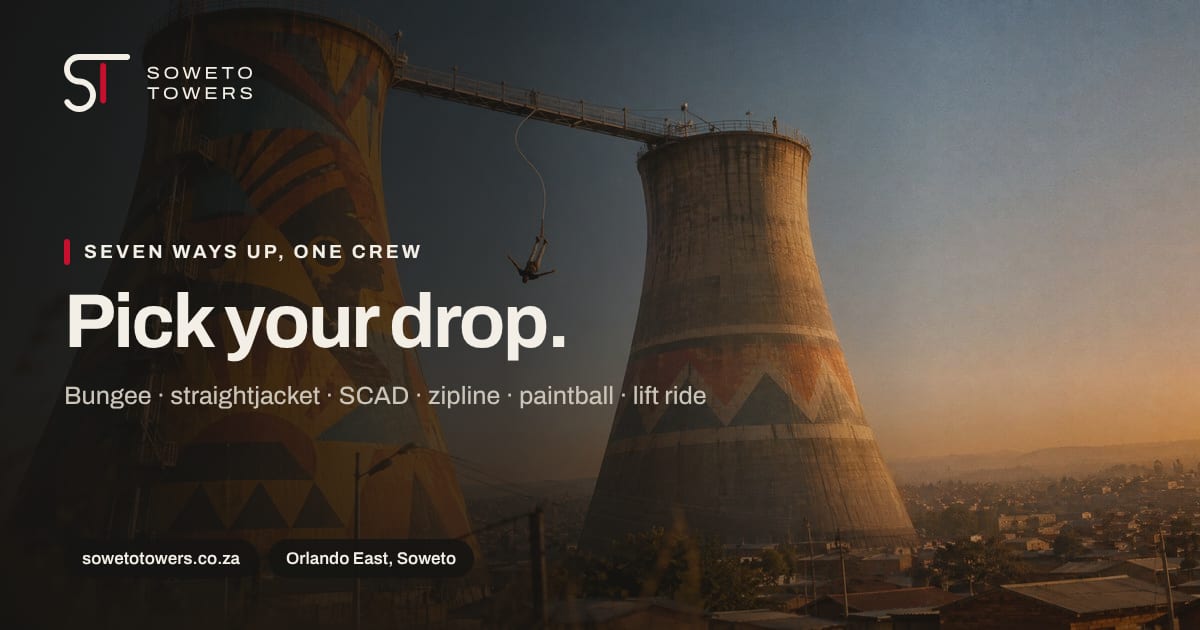 SOWETO
TOWERS
SEVEN WAYS UP, ONE CREW
Pick your drop.
Bungee · straightjacket · SCAD · zipline · paintball · lift ride
sowetotowers.co.za
Orlando East, Soweto